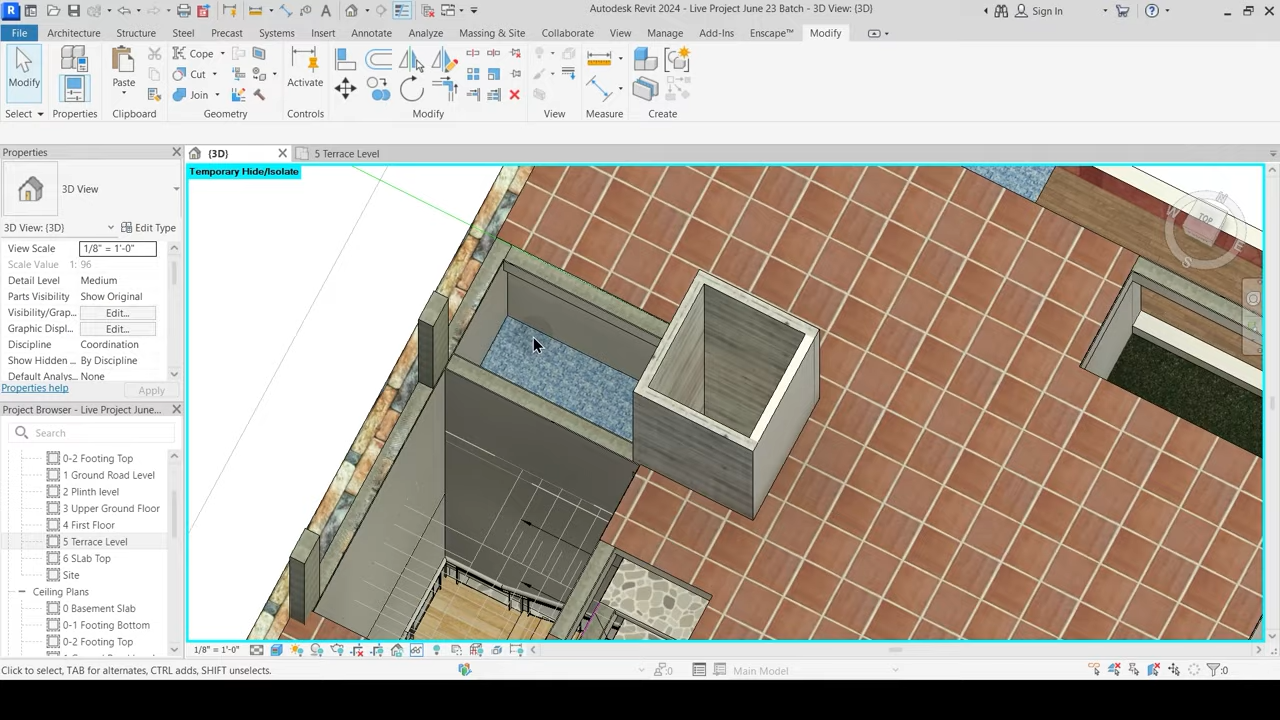 Autodesk Revit 2024 - Live Project June 23 Batch - 3D View: {3D}
Sign In
File
Architecture
Structure
Steel
Precast
Systems
Insert
Annotate
Analyze
Massing & Site
Collaborate
View
Manage
Add-Ins
Enscape™
Modify
Modify
Paste
Cope
Cut
Join
Activate
Select
Properties
Clipboard
Geometry
Controls
Modify
View
Measure
Create
Properties
{3D}
5 Terrace Level
Temporary Hide/Isolate
3D View
3D View: {3D}
Edit Type
View Scale
1/8" = 1'-0"
Scale Value 1: 96
Detail Level Medium
Parts Visibility Show Original
Visibility/Grap... Edit...
Graphic Displ... Edit...
Discipline Coordination
Show Hidden ... By Discipline
Default Analys... None
Properties help
Apply
Project Browser - Live Project June...
Search
0-2 Footing Top
1 Ground Road Level
2 Plinth level
3 Upper Ground Floor
4 First Floor
5 Terrace Level
6 SLab Top
Site
Ceiling Plans
0 Basement Slab
0-1 Footing Bottom
0-2 Footing Top
TOP
N
E
S
W
1/8" = 1'-0"
Click to select, TAB for alternates, CTRL adds, SHIFT unselects.
:0
Main Model
:0